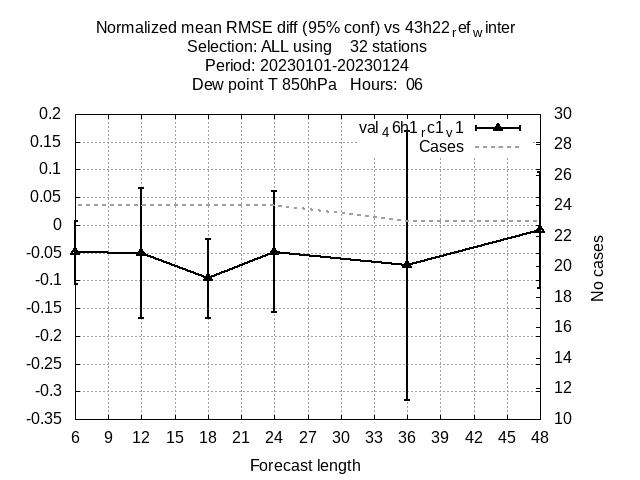 Normalized mean RMSE diff (95% conf) vs 43h22ref winter
Selection: ALL using    32 stations
Period: 20230101-20230124
Dew point T 850hPa   Hours:  06
val46h1rc1v1
Cases
0.2
0.15
0.1
0.05
0
-0.05
-0.1
-0.15
-0.2
-0.25
-0.3
-0.35
30
28
26
24
22
20
18
16
14
12
10
No cases
6 9 12 15 18 21 24 27 30 33 36 39 42 45 48
Forecast length